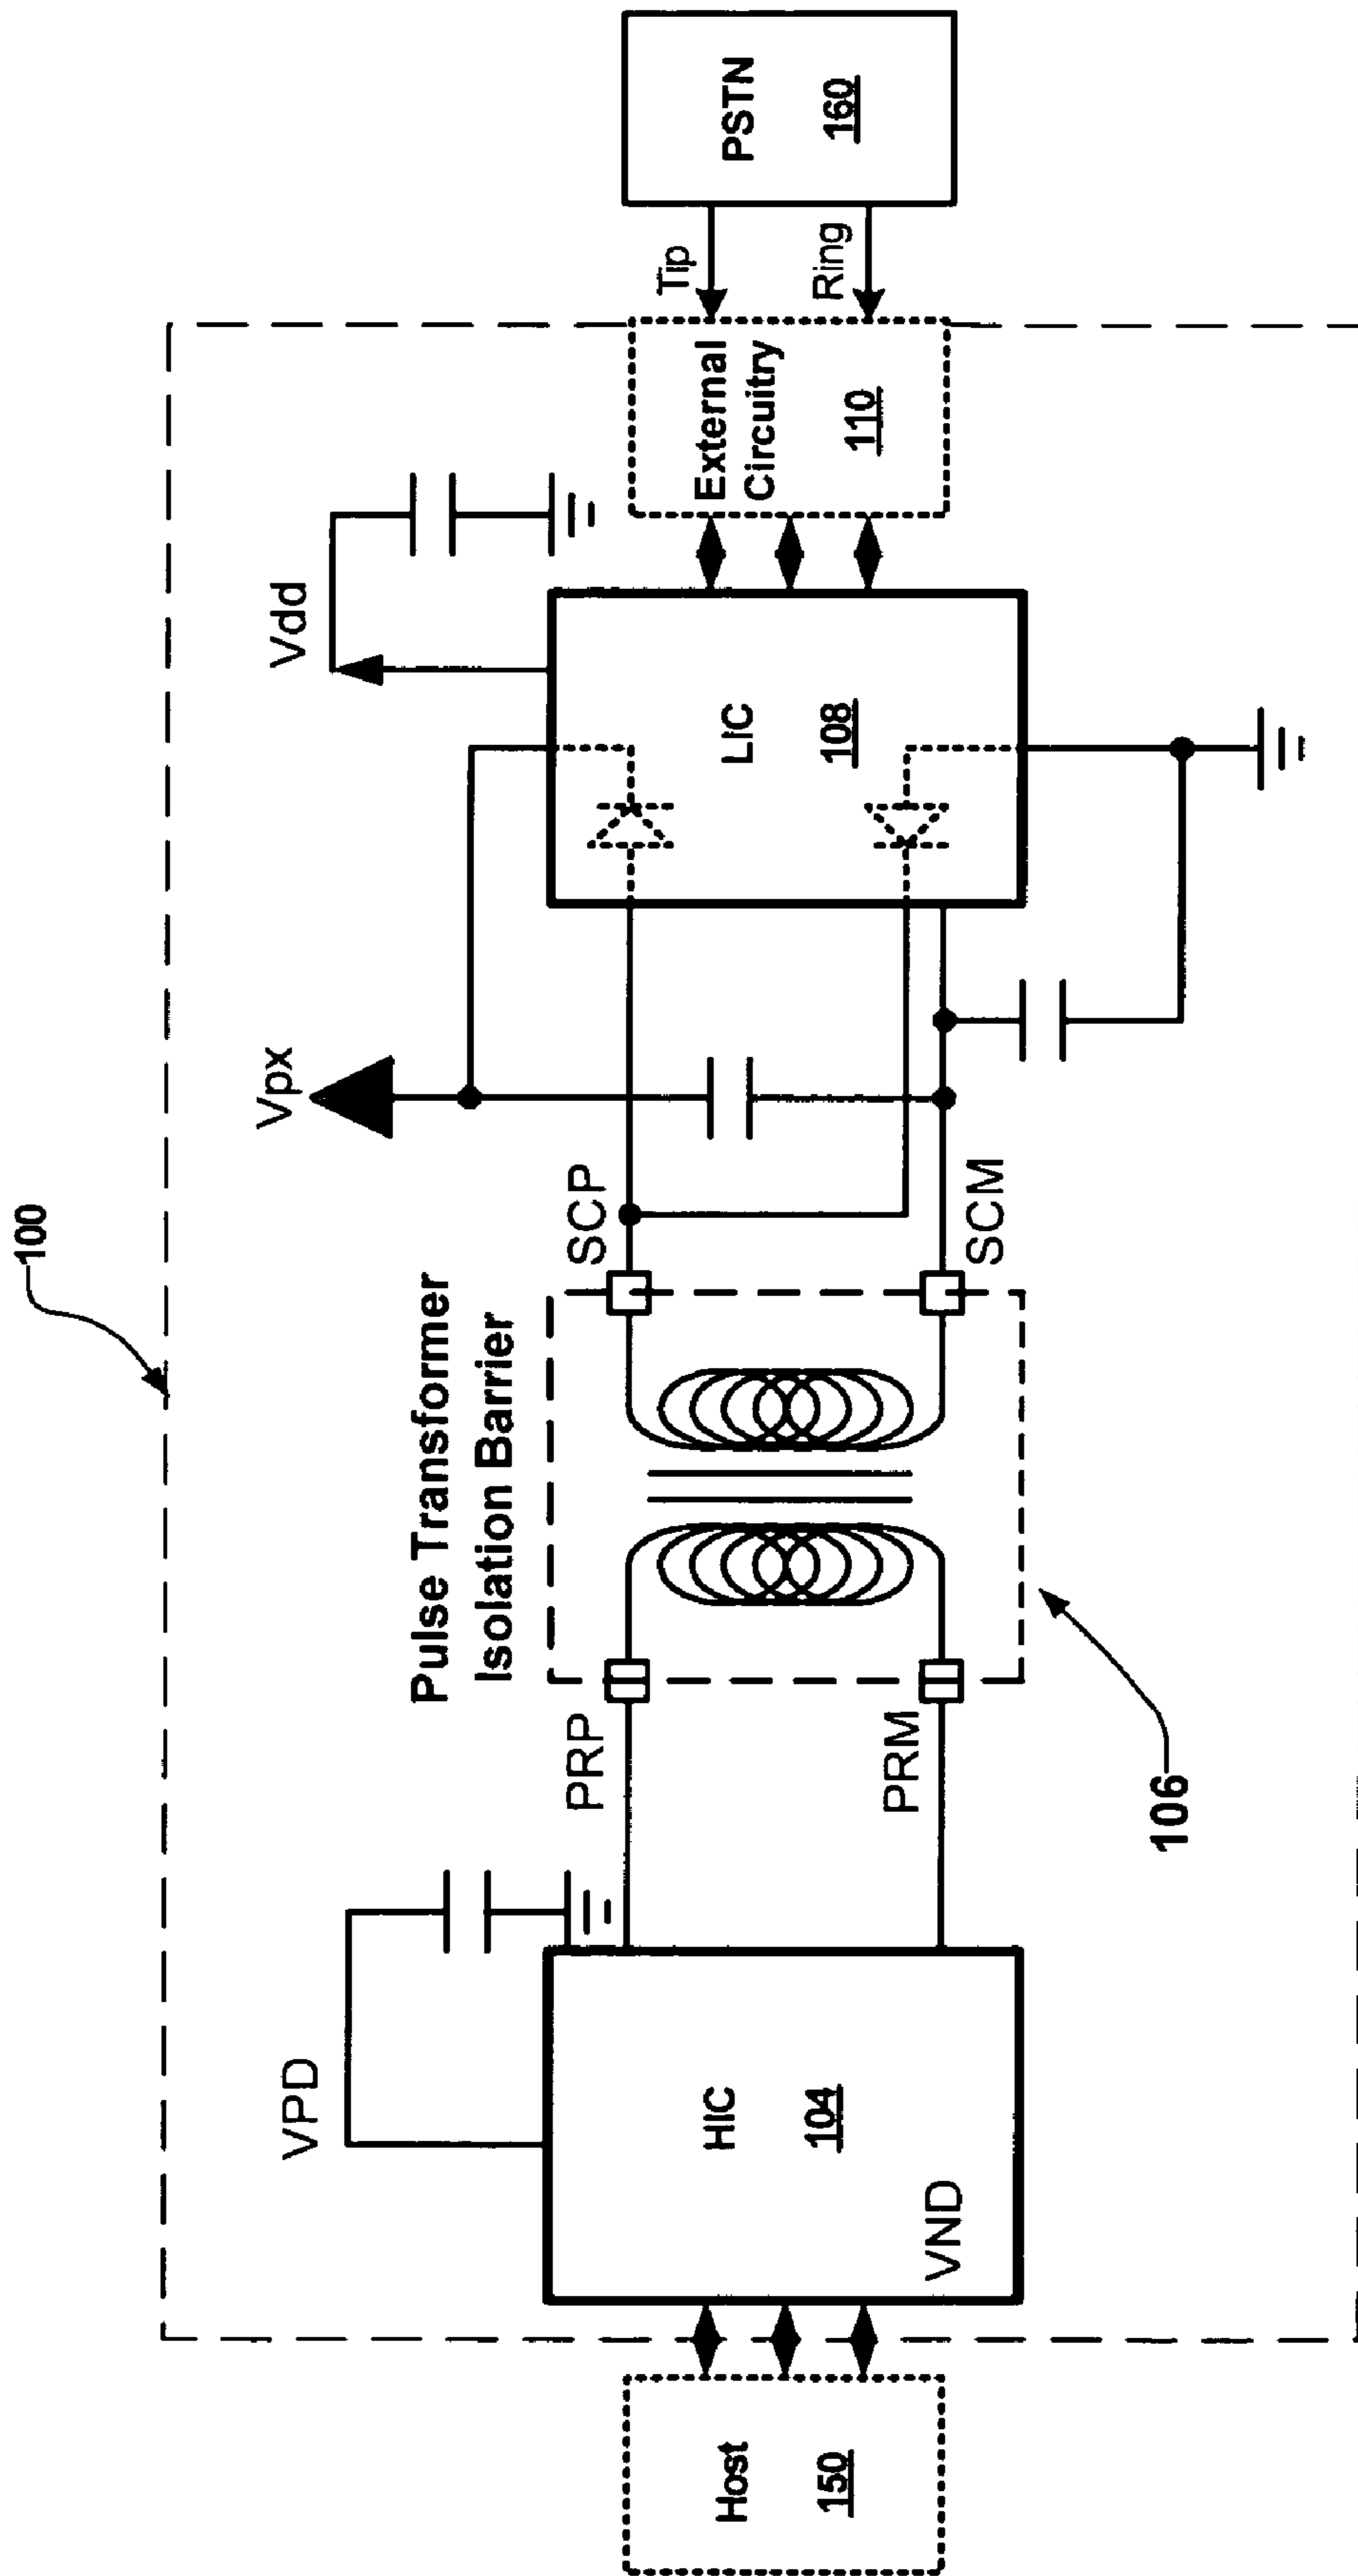 100
Pulse Transformer
Isolation Barrier
VPD
Vpx
Vdd
Host
150
HIC
104
VND
PRP
PRM
SCP
SCM
106
LIC
108
External
Circuitry
110
Tip
Ring
PSTN
160